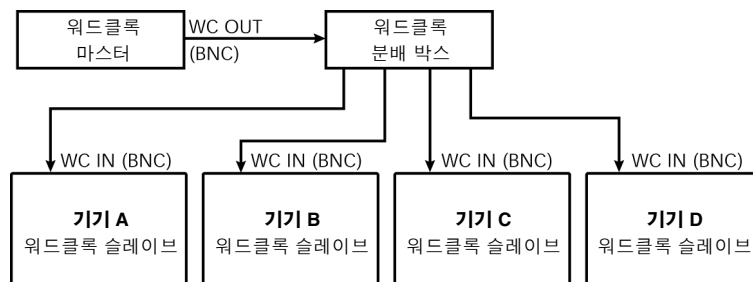 워드클록
마스터
WC OUT
(BNC)
워드클록
분배 박스
WC IN (BNC)
WC IN (BNC)
WC IN (BNC)
WC IN (BNC)
기기 A
워드클록 슬레이브
기기 B
워드클록 슬레이브
기기 C
워드클록 슬레이브
기기 D
워드클록 슬레이브